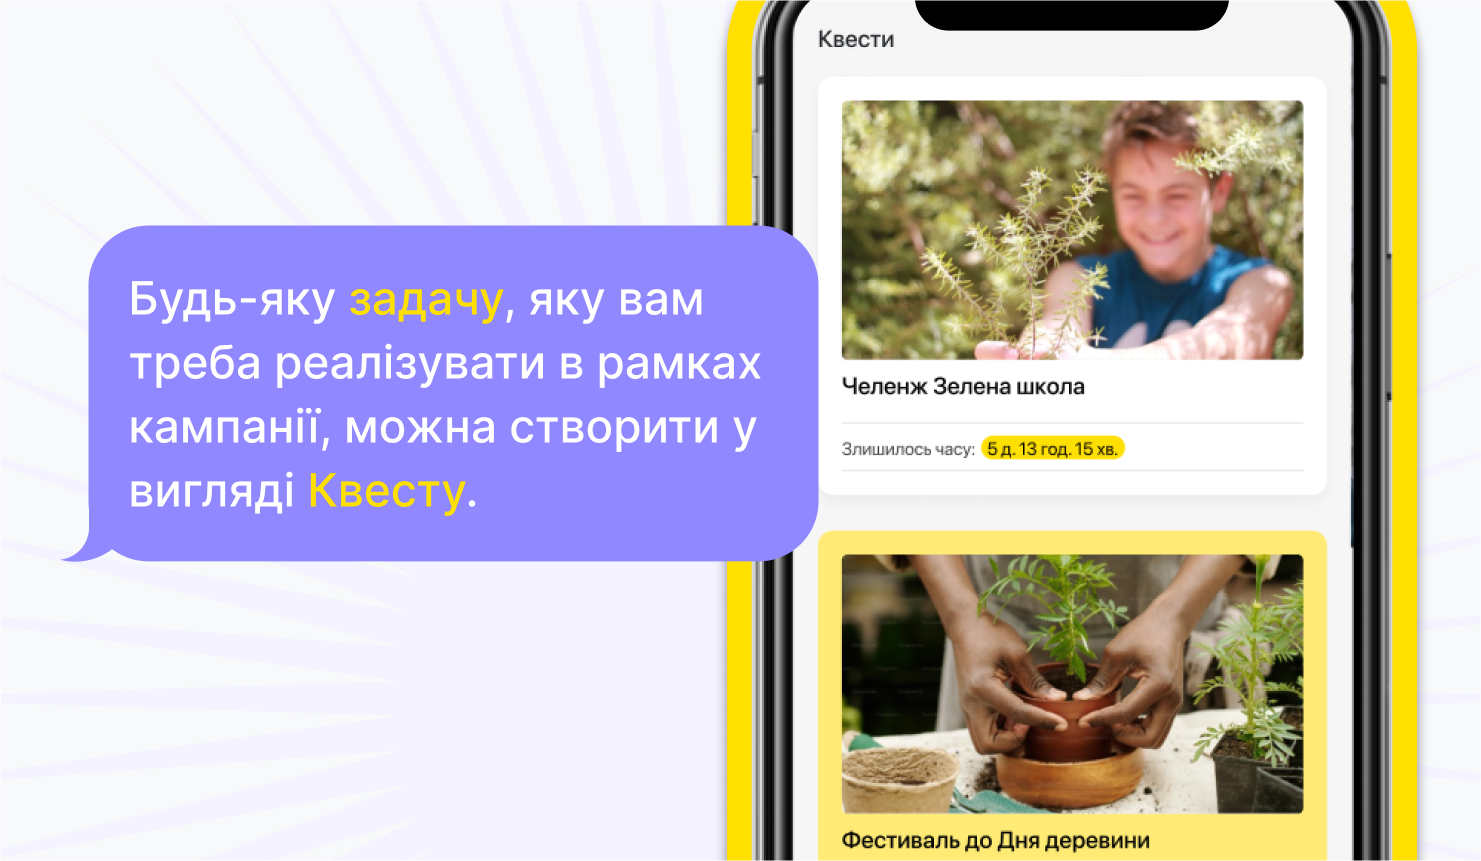 Будь-яку задачу, яку вам
треба реалізувати в рамках
кампанії, можна створити у
вигляді Квесту.
Квести
Челенж Зелена школа
Злишилось часу: 5 д. 13 год. 15 хв.
Фестиваль до Дня деревини